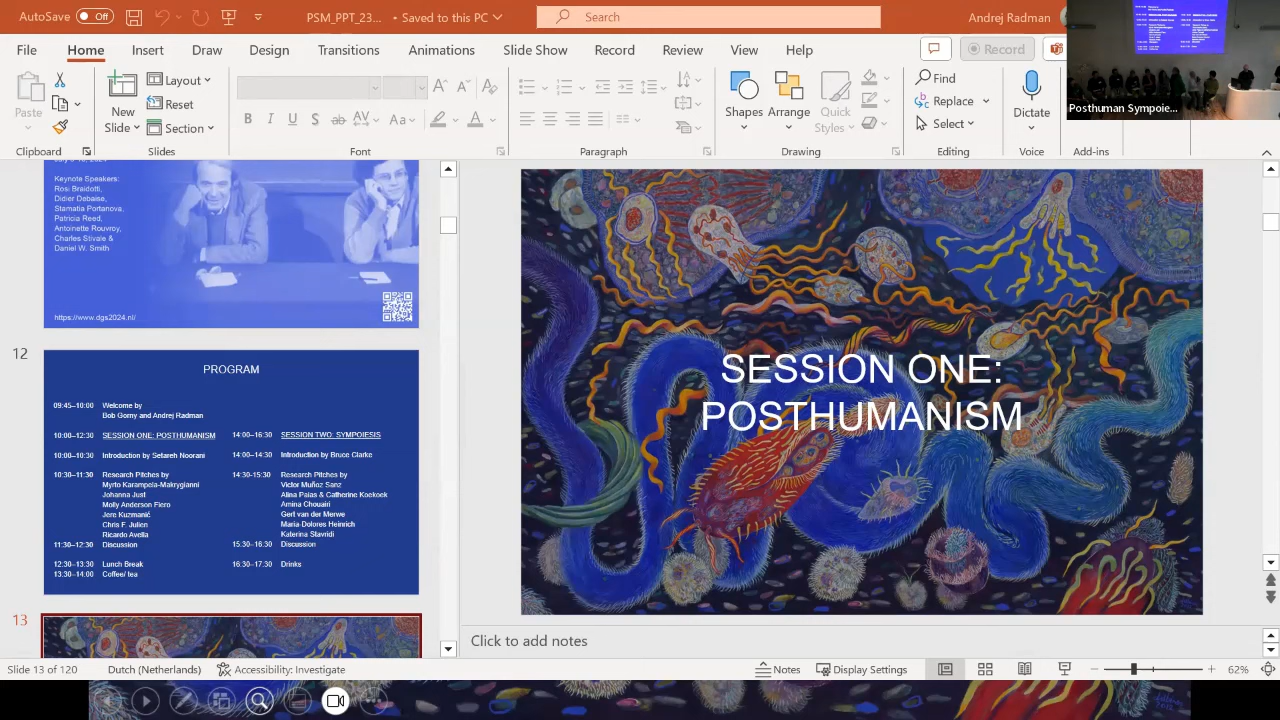 AutoSave Off PSM_PPT_23... • Saved to this PC Search Andrej Radman
File Home Insert Draw Design Transitions Animations Slide Show Record Review View Help Record
Paste New Slide Layout Reset Section Shapes Arrange Quick Styles Find Replace Select Dictate
Clipboard Slides Font Paragraph Drawing Editing Voice Add-ins
Posthuman Sympoie...
Keynote Speakers:
Rosi Braidotti,
Didier Debaise,
Stamatia Portanova,
Patricia Reed,
Antoinette Rouvroy,
Charles Stivale &
Daniel W. Smith
https://www.dgs2024.nl/
12
PROGRAM
09:45–10:00 Welcome by
Bob Gorny and Andrej Radman
10:00–12:30 SESSION ONE: POSTHUMANISM
10:00–10:30 Introduction by Setareh Noorani
10:30–11:30 Research Pitches by
Myrto Karampela-Makrygianni
Johanna Just
Molly Anderson Fiero
Jere Kuzmanić
Chris F. Julien
Ricardo Avella
11:30–12:30 Discussion
12:30–13:30 Lunch Break
13:30–14:00 Coffee/ tea
14:00–16:30 SESSION TWO: SYMPOIESIS
14:00–14:30 Introduction by Bruce Clarke
14:30-15:30 Research Pitches by
Victor Muñoz Sanz
Alina Paias & Catherine Koekoek
Amina Chouairi
Gert van der Merwe
Maria-Dolores Heinrich
Katerina Stavridi
15:30–16:30 Discussion
16:30–17:30 Drinks
13
SESSION ONE:
POSTHUMANISM
Click to add notes
Slide 13 of 120 Dutch (Netherlands) Accessibility: Investigate Notes Display Settings 62%